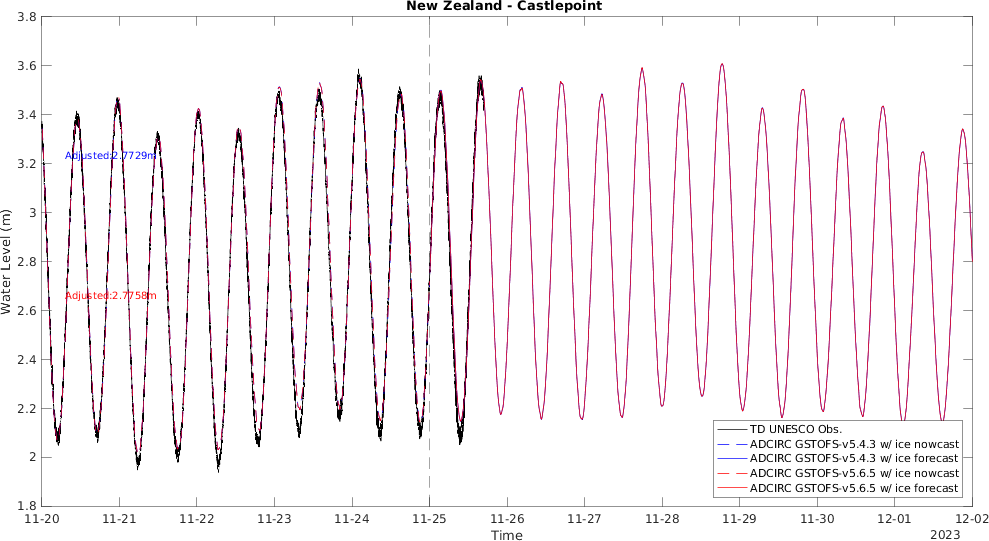 New Zealand - Castlepoint
3.8
3.6
3.4
3.2
3
2.8
2.6
2.4
2.2
2
1.8
Water Level (m)
Adjusted:2.7729m
Adjusted:2.7758m
TD UNESCO Obs.
ADCIRC GSTOFS-v5.4.3 w/ ice nowcast
ADCIRC GSTOFS-v5.4.3 w/ ice forecast
ADCIRC GSTOFS-v5.6.5 w/ ice nowcast
ADCIRC GSTOFS-v5.6.5 w/ ice forecast
11-20 11-21 11-22 11-23 11-24 11-25 11-26 11-27 11-28 11-29 11-30 12-01 12-02
Time
2023